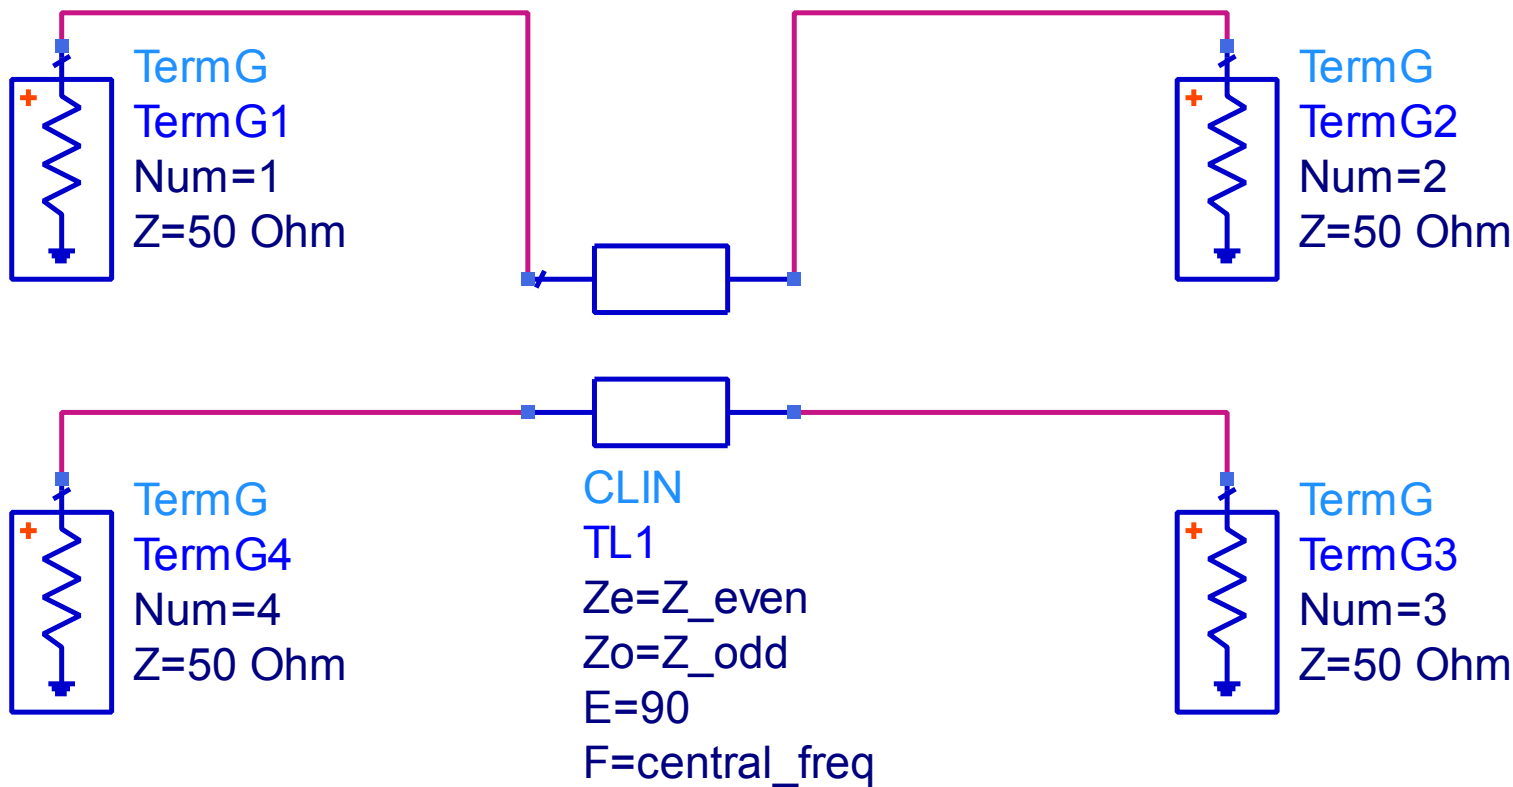 TermG
TermG1
Num=1
Z=50 Ohm
TermG
TermG2
Num=2
Z=50 Ohm
TermG
TermG4
Num=4
Z=50 Ohm
CLIN
TL1
Ze=Z_even
Zo=Z_odd
E=90
F=central_freq
TermG
TermG3
Num=3
Z=50 Ohm